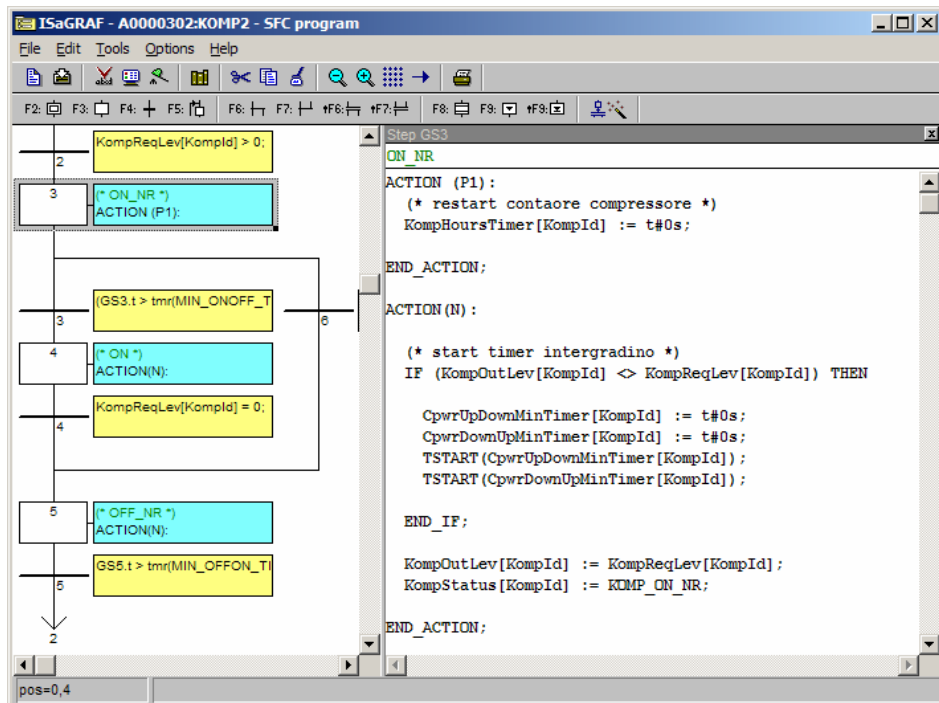 ISaGRAF - A0000302:KOMP2 - SFC program
File Edit Tools Options Help
F2: F3: F4: F5: F6: F7: ↑F6: ↑F7: F8: F9: ↑F9:
KompReqLev[KompId] > 0;
2
3
(* ON_NR *)
ACTION (P1):
(GS3.t > tmr(MIN_ONOFF_T
3
6
4
(* ON *)
ACTION(N):
KompReqLev[KompId] = 0;
4
5
(* OFF_NR *)
ACTION(N):
GS5.t > tmr(MIN_OFFON_TI
5
2
Step GS3
ON_NR
ACTION (P1):
(* restart contaore compressore *)
KompHoursTimer[KompId] := t#0s;
END_ACTION;
ACTION(N):
(* start timer intergradino *)
IF (KompOutLev[KompId] <> KompReqLev[KompId]) THEN
CpwrUpDownMinTimer[KompId] := t#0s;
CpwrDownUpMinTimer[KompId] := t#0s;
TSTART(CpwrUpDownMinTimer[KompId]);
TSTART(CpwrDownUpMinTimer[KompId]);
END_IF;
KompOutLev[KompId] := KompReqLev[KompId];
KompStatus[KompId] := KOMP_ON_NR;
END_ACTION;
pos=0,4